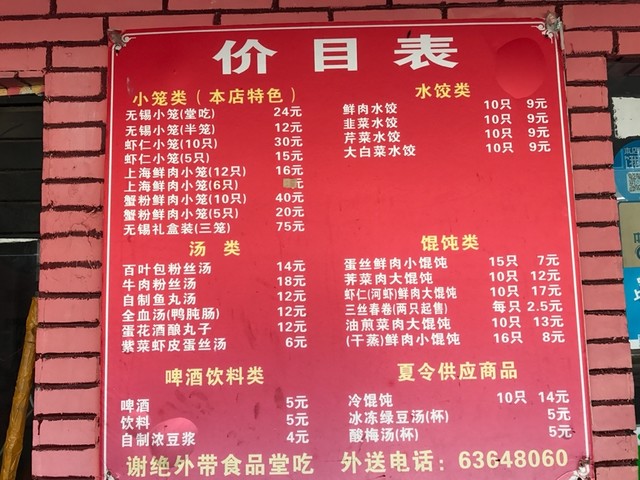 价目表
小笼类（本店特色）
无锡小笼(堂吃) 24元
无锡小笼(半笼) 12元
虾仁小笼(10只) 30元
虾仁小笼(5只) 15元
上海鲜肉小笼(12只) 16元
上海鲜肉小笼(6只) 元
蟹粉鲜肉小笼(10只) 40元
蟹粉鲜肉小笼(5只) 20元
无锡礼盒装(三笼) 75元
水饺类
鲜肉水饺 10只 9元
韭菜水饺 10只 9元
芹菜水饺 10只 9元
大白菜水饺 10只 9元
汤 类
百叶包粉丝汤 14元
牛肉粉丝汤 18元
自制鱼丸汤 12元
全血汤(鸭肫肠) 12元
蛋花酒酿丸子 12元
紫菜虾皮蛋丝汤 6元
馄饨类
蛋丝鲜肉小馄饨 15只 7元
荠菜肉大馄饨 10只 12元
虾仁(河虾)鲜肉大馄饨 10只 17元
三丝春卷(两只起售) 每只 2.5元
油煎菜肉大馄饨 10只 13元
(干蒸)鲜肉小馄饨 16只 8元
啤酒饮料类
啤酒 5元
饮料 5元
自制浓豆浆 4元
夏令供应商品
冷馄饨 10只 14元
冰冻绿豆汤(杯) 5元
酸梅汤(杯) 5元
谢绝外带食品堂吃 外送电话：63648060